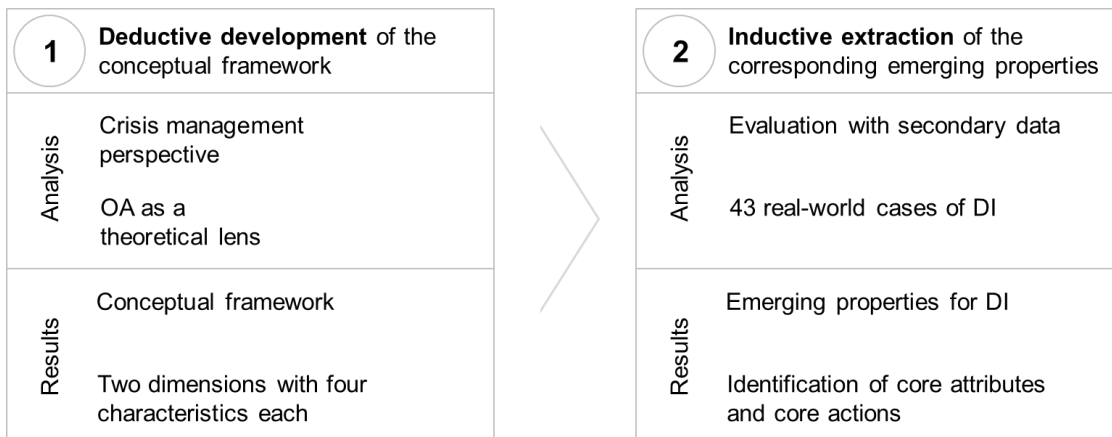 1
Deductive development of the
conceptual framework
Analysis
Crisis management
perspective
OA as a
theoretical lens
Results
Conceptual framework
Two dimensions with four
characteristics each
2
Inductive extraction of the
corresponding emerging properties
Analysis
Evaluation with secondary data
43 real-world cases of DI
Results
Emerging properties for DI
Identification of core attributes
and core actions